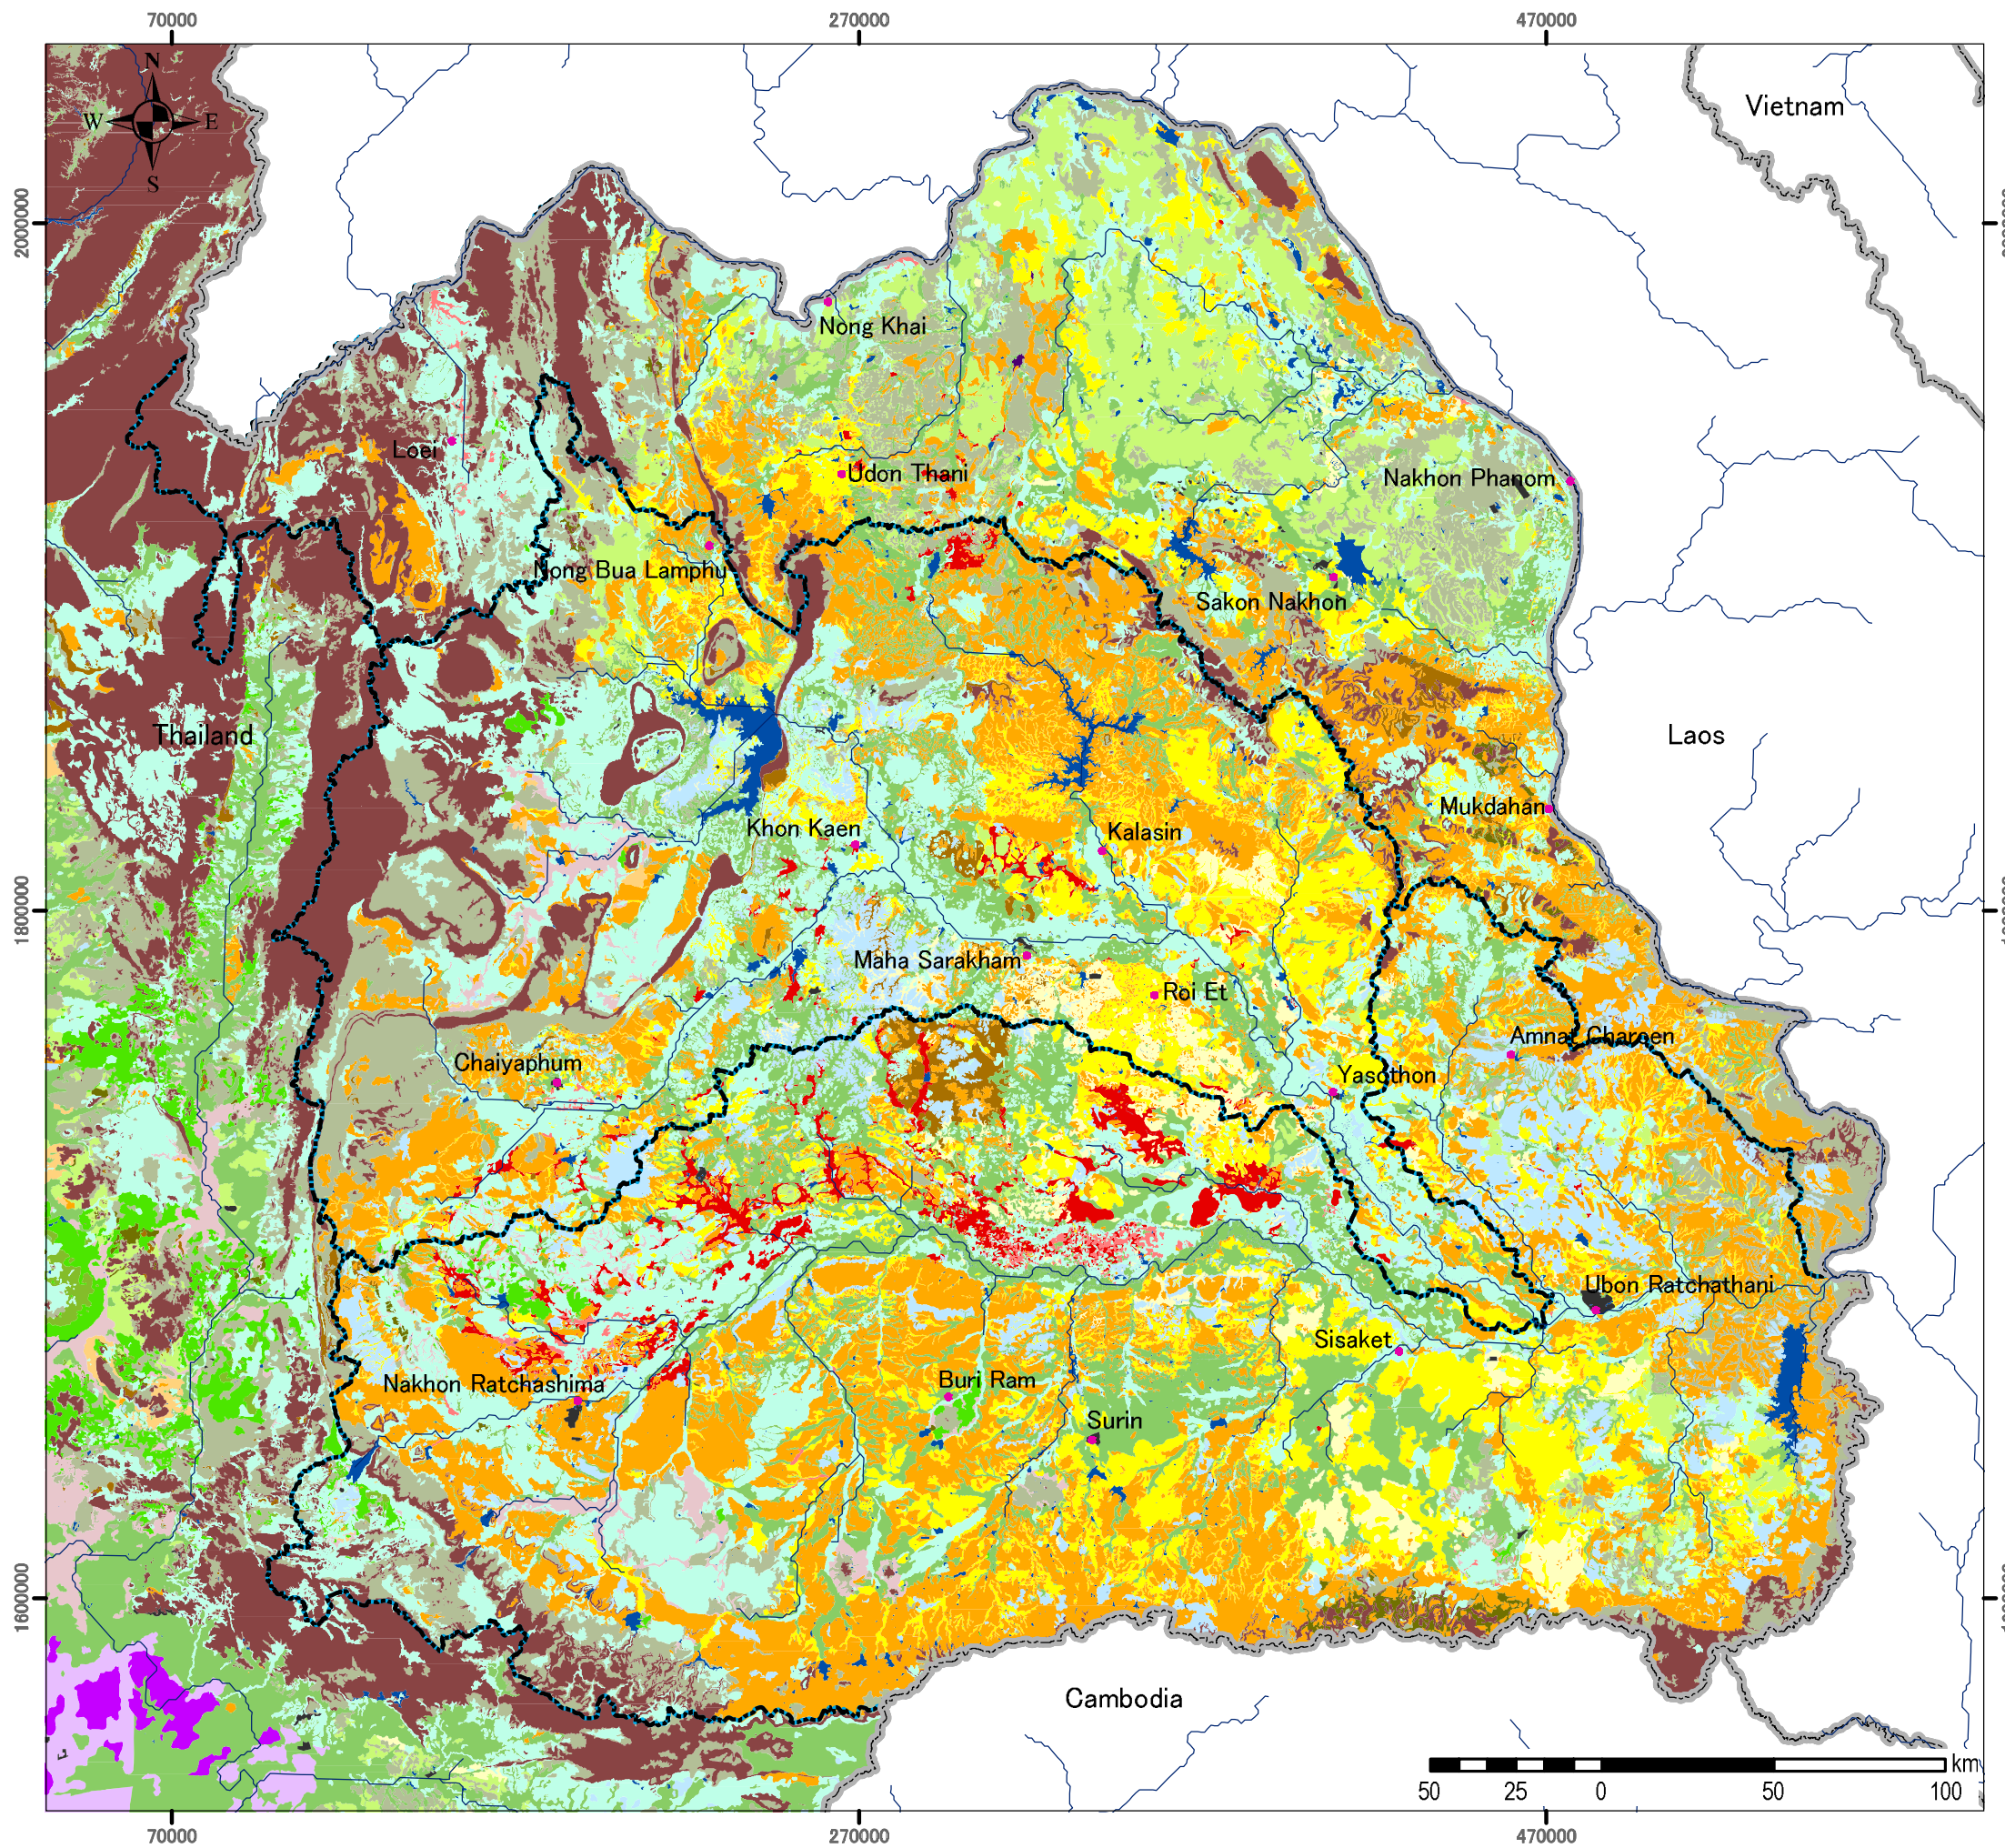 70000
270000
470000
N
W
E
S
Vietnam
2000000
Nong Khai
Loei
Udon Thani
Nakhon Phanom
Nong Bua Lamphu
Sakon Nakhon
Thailand
Laos
Mukdahan
Khon Kaen
Kalasin
1800000
Maha Sarakham
Roi Et
Amnat Charoen
Chaiyaphum
Yasothon
Ubon Ratchathani
Sisaket
Nakhon Ratchashima
Buri Ram
Surin
1600000
Cambodia
km
50
25
0
50
100
70000
270000
470000